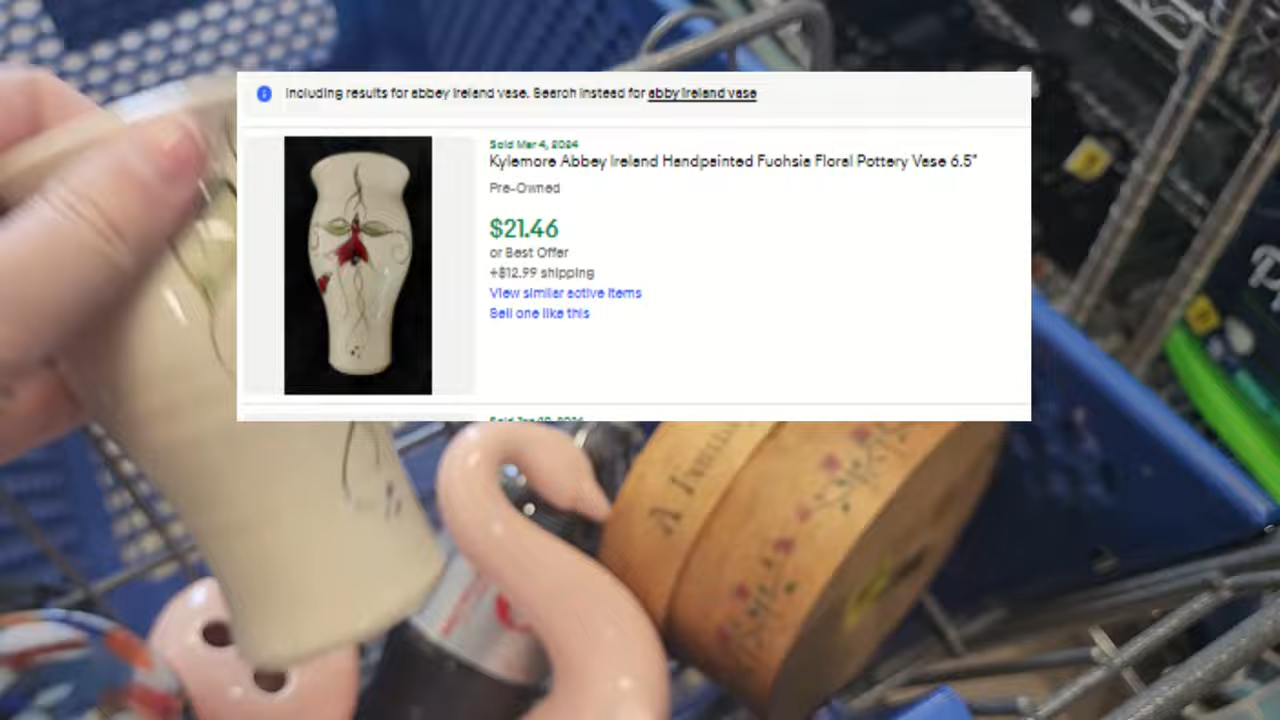 Including results for abbey ireland vase. Search instead for abby ireland vase
Sold Mar 4, 2024
Kylemore Abbey Ireland Handpainted Fuchsia Floral Pottery Vase 6.5"
Pre-Owned
$21.46
or Best Offer
+$12.99 shipping
View similar active items
Sell one like this
A